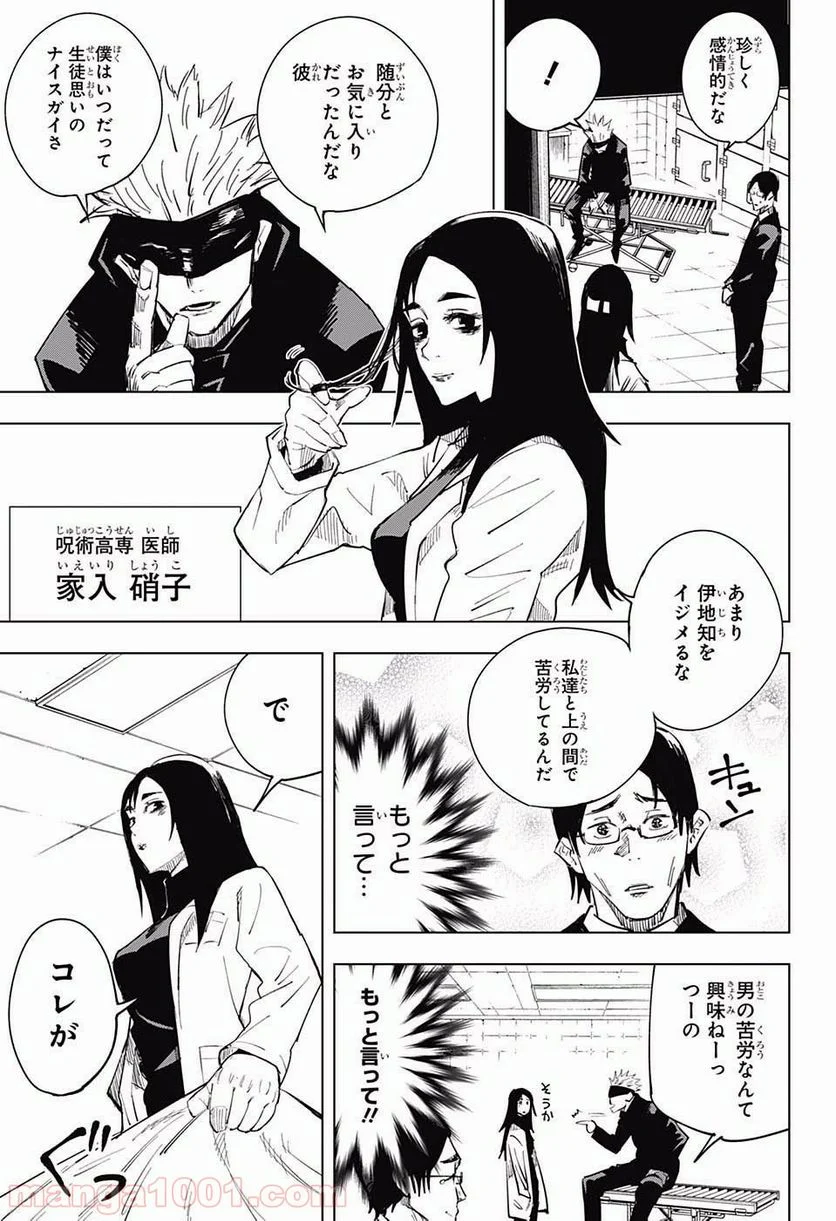 珍しく
感情的だな
！
随分と
お気に入り
だったんだな
彼
僕はいつだって
生徒思いの
ナイスガイさ
呪術高専 医師
家入 硝子
あまり
伊地知を
イジメるな
私達と上の間で
苦労してるんだ
キュン
もっと
言って…
男の苦労なんて
興味ねーっ
つーの
そうか
もっと言って!!
で
コレが
ぐっ
manga1001.com